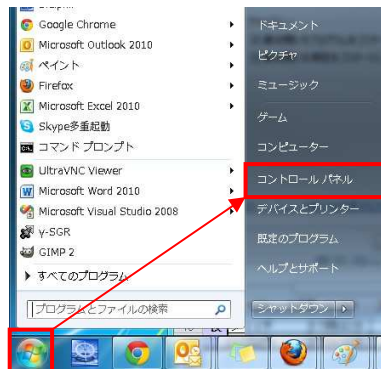 Google Chrome
Microsoft Outlook 2010
ペイント
Firefox
Microsoft Excel 2010
Skype多重起動
コマンド プロンプト
UltraVNC Viewer
Microsoft Word 2010
Microsoft Visual Studio 2008
γ-SGR
GIMP 2
すべてのプログラム
プログラムとファイルの検索
ドキュメント
ピクチャ
ミュージック
ゲーム
コンピューター
コントロール パネル
デバイスとプリンター
既定のプログラム
ヘルプとサポート
シャットダウン